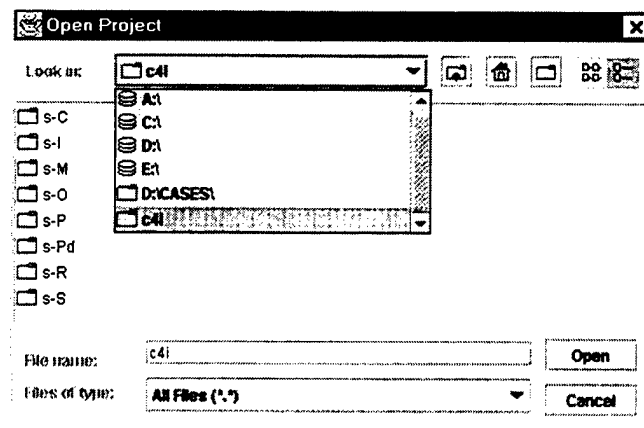 Open Project
Look in:
c4i
A:\
C:\
D:\
E:\
D:\CASES\
c4i
s-C
s-I
s-M
s-O
s-P
s-Pd
s-R
s-S
File name:
c4i
Open
Files of type:
All Files (*.*)
Cancel